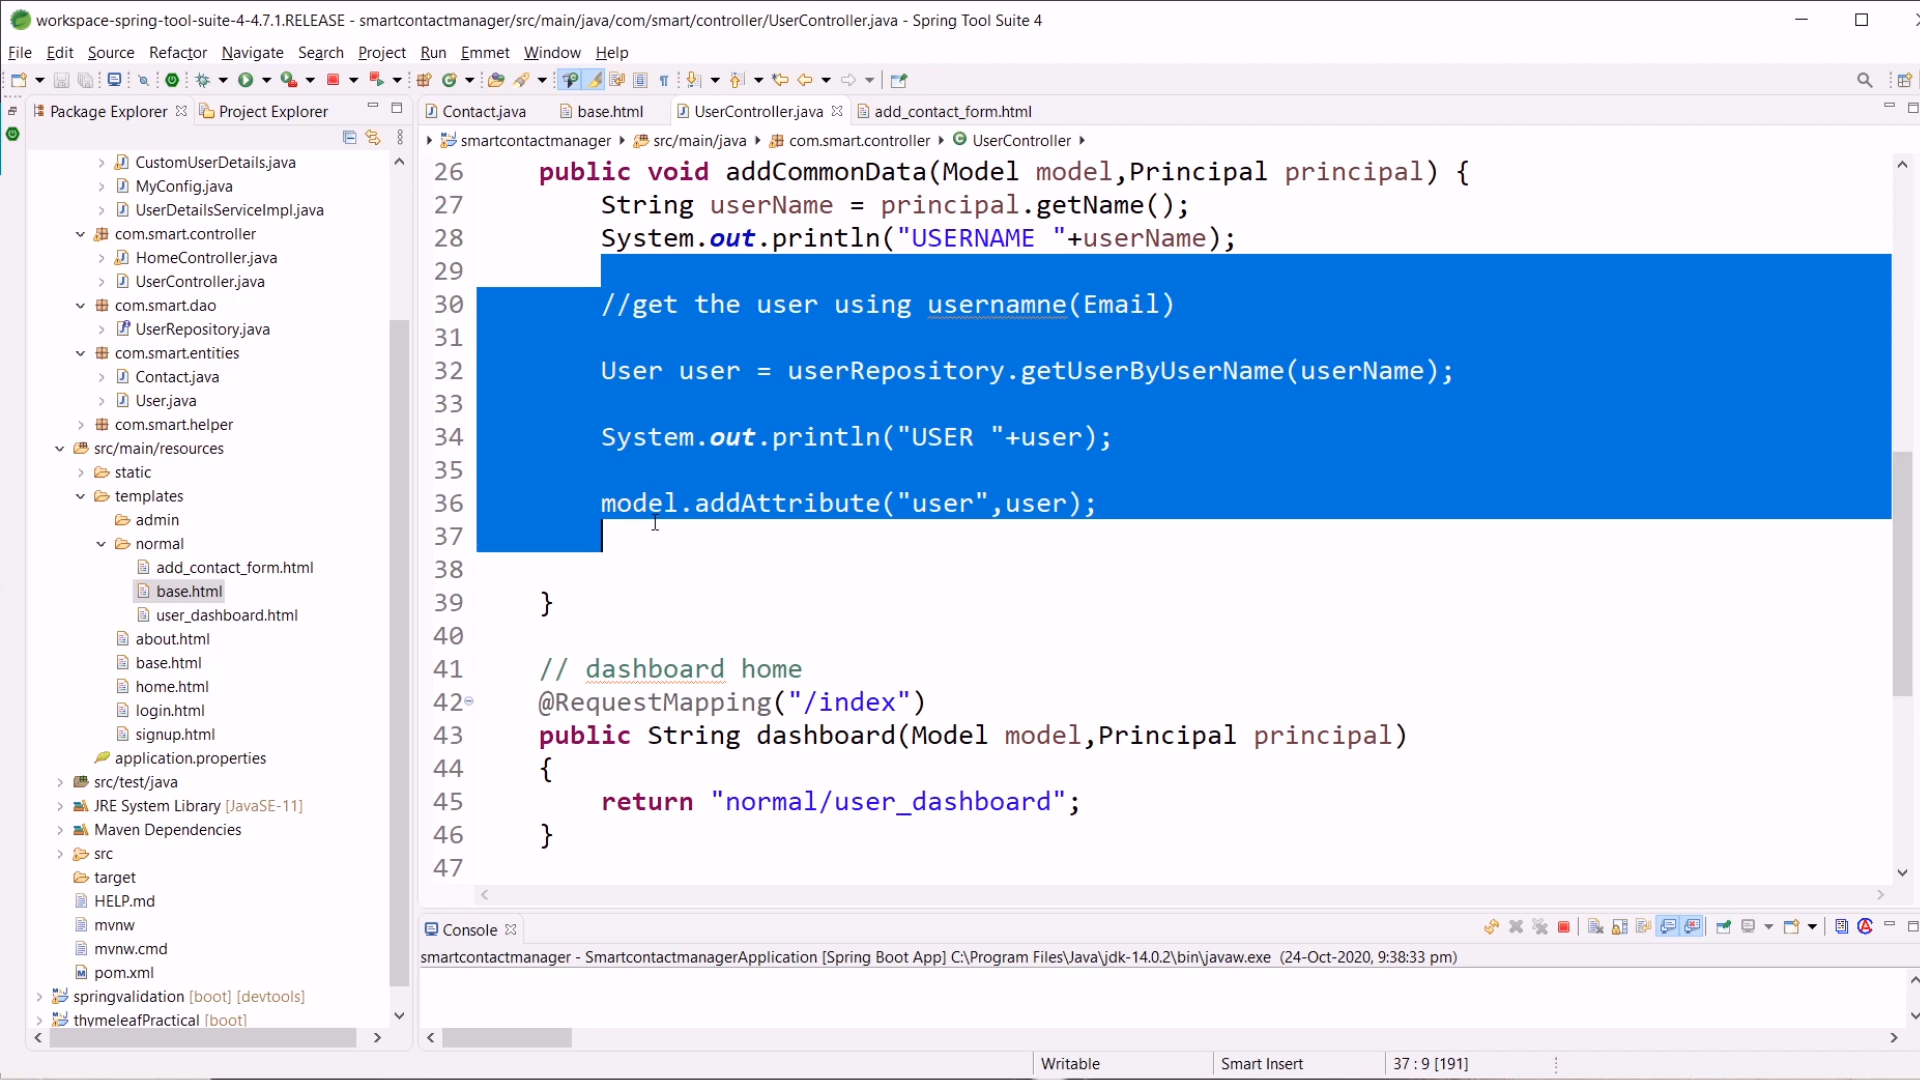 workspace-spring-tool-suite-4-4.7.1.RELEASE - smartcontactmanager/src/main/java/com/smart/controller/UserController.java - Spring Tool Suite 4
File Edit Source Refactor Navigate Search Project Run Emmet Window Help
Package Explorer Project Explorer
CustomUserDetails.java
MyConfig.java
UserDetailsServiceImpl.java
com.smart.controller
HomeController.java
UserController.java
com.smart.dao
UserRepository.java
com.smart.entities
Contact.java
User.java
com.smart.helper
src/main/resources
static
templates
admin
normal
add_contact_form.html
base.html
user_dashboard.html
about.html
base.html
home.html
login.html
signup.html
application.properties
src/test/java
JRE System Library [JavaSE-11]
Maven Dependencies
src
target
HELP.md
mvnw
mvnw.cmd
pom.xml
springvalidation [boot] [devtools]
thymeleafPractical [boot]
Contact.java base.html UserController.java add_contact_form.html
smartcontactmanager src/main/java com.smart.controller UserController
26 public void addCommonData(Model model,Principal principal) {
27 String userName = principal.getName();
28 System.out.println("USERNAME "+userName);
29
30 //get the user using usernamne(Email)
31
32 User user = userRepository.getUserByUserName(userName);
33
34 System.out.println("USER "+user);
35
36 model.addAttribute("user",user);
37
38
39 }
40
41 // dashboard home
42 @RequestMapping("/index")
43 public String dashboard(Model model,Principal principal)
44 {
45 return "normal/user_dashboard";
46 }
47
Console
smartcontactmanager - SmartcontactmanagerApplication [Spring Boot App] C:\Program Files\Java\jdk-14.0.2\bin\javaw.exe (24-Oct-2020, 9:38:33 pm)
Writable Smart Insert 37 : 9 [191]